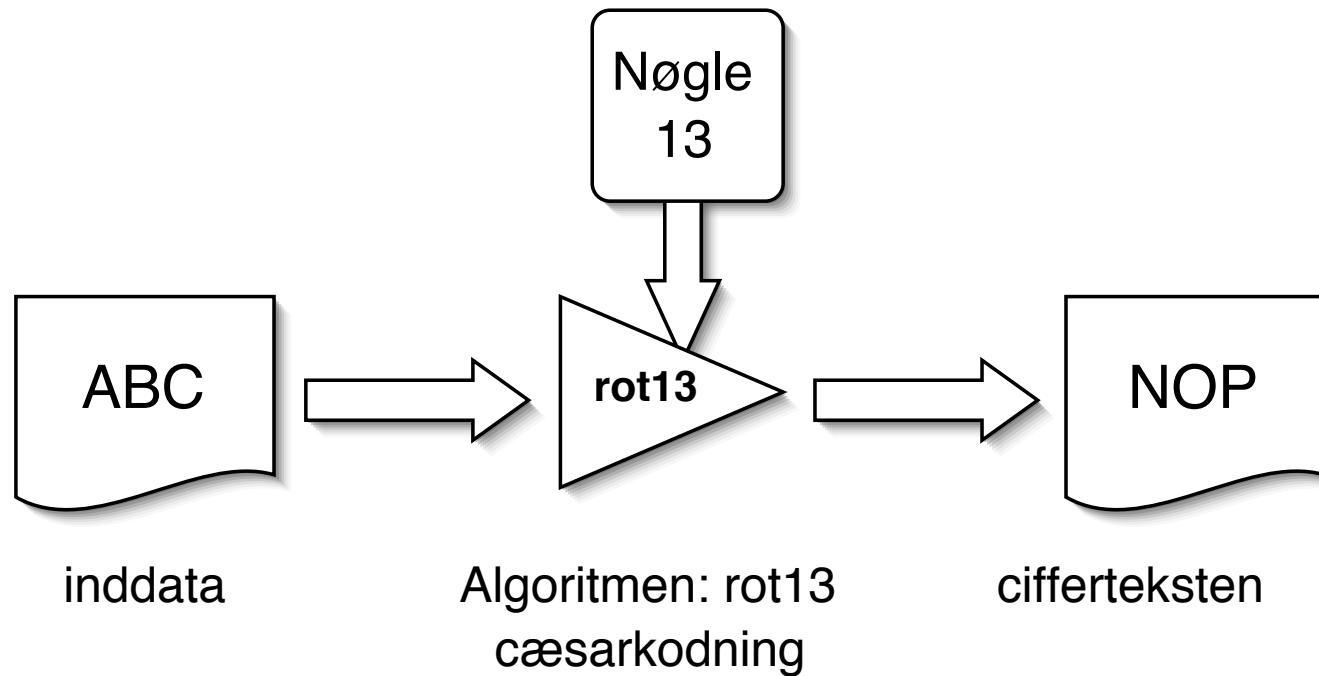 Nøgle
13
ABC
rot13
NOP
inddata
Algoritmen: rot13
cæsarkodning
cifferteksten